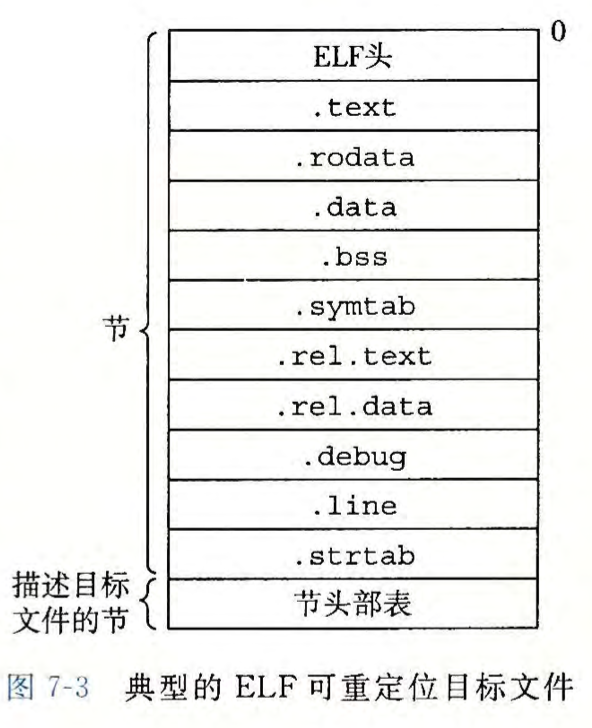 0
ELF头
.text
.rodata
.data
.bss
.symtab
节
.rel.text
.rel.data
.debug
.line
.strtab
描述目标
文件的节
节头部表
图 7-3 典型的 ELF 可重定位目标文件